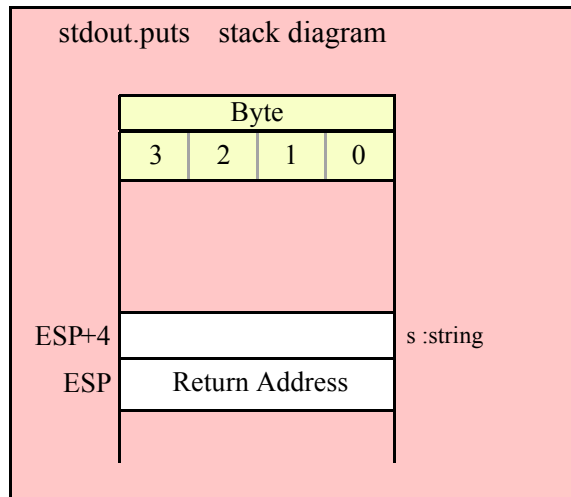 stdout.puts stack diagram
Byte
3 2 1 0
ESP+4 s :string
ESP Return Address